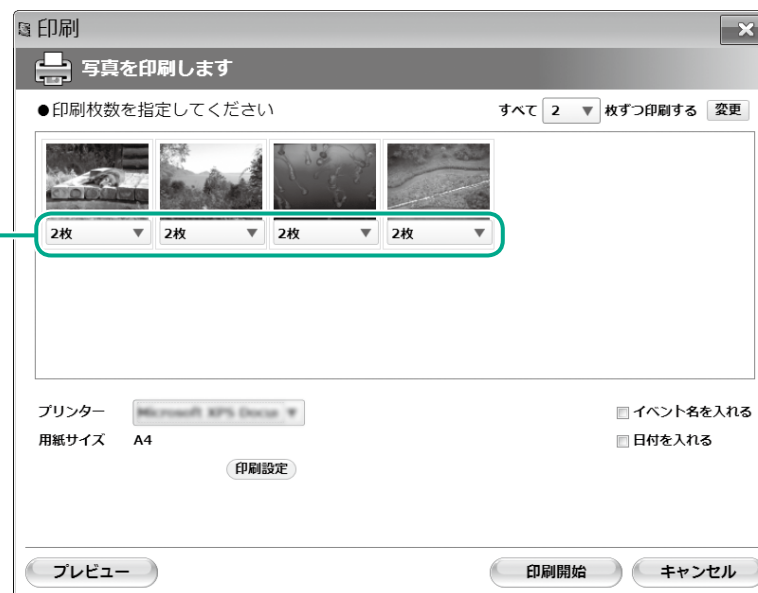 印刷
写真を印刷します
●印刷枚数を指定してください すべて 2 ▼ 枚ずつ印刷する 変更
2枚 ▼ 2枚 ▼ 2枚 ▼ 2枚 ▼
プリンター Microsoft XPS Docu ▼ イベント名を入れる
用紙サイズ A4 日付を入れる
印刷設定
プレビュー 印刷開始 キャンセル